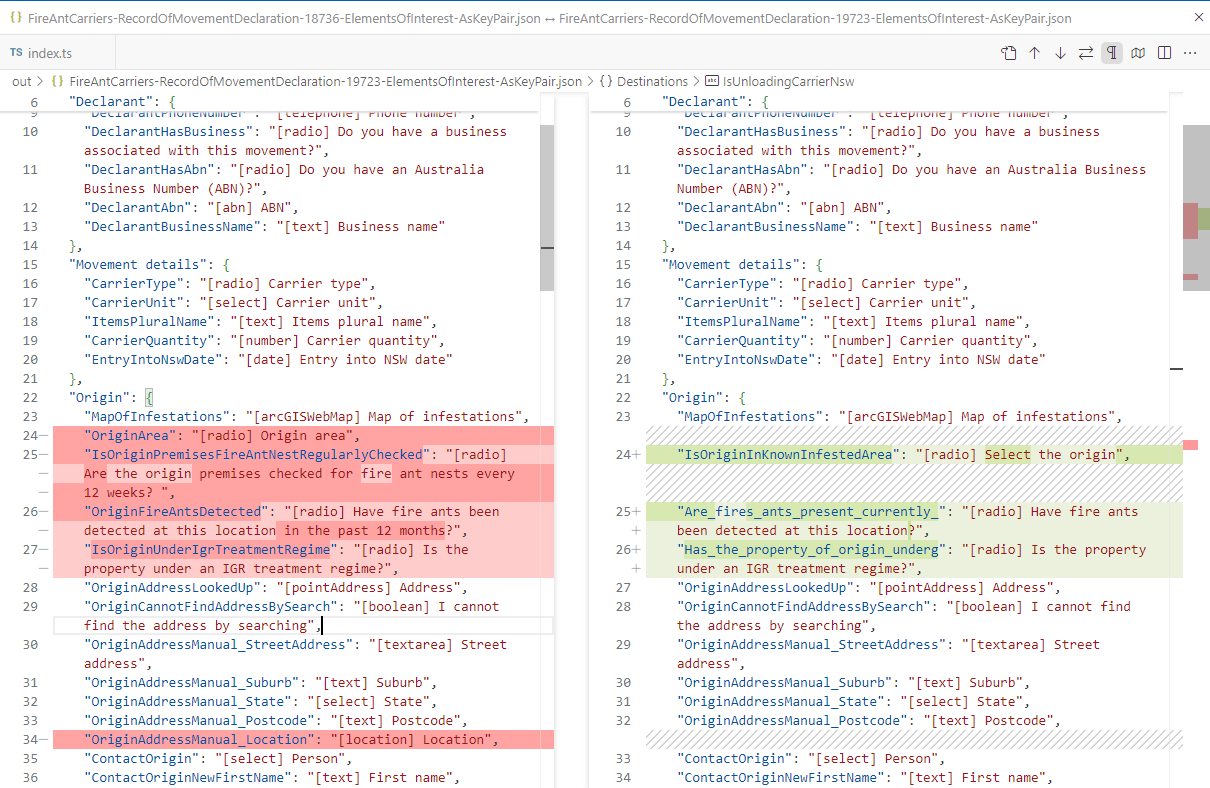 {} FireAntCarriers-RecordOfMovementDeclaration-18736-ElementsOfInterest-AsKeyPair.json ↔ FireAntCarriers-RecordOfMovementDeclaration-19723-ElementsOfInterest-AsKeyPair.json
TS index.ts
out > {} FireAntCarriers-RecordOfMovementDeclaration-19723-ElementsOfInterest-AsKeyPair.json > {} Destinations > abc IsUnloadingCarrierNsw
6 "Declarant": {
9 "DeclarantPhoneNumber": "[telephone] Phone number",
10 "DeclarantHasBusiness": "[radio] Do you have a business
associated with this movement?",
11 "DeclarantHasAbn": "[radio] Do you have an Australia
Business Number (ABN)?",
12 "DeclarantAbn": "[abn] ABN",
13 "DeclarantBusinessName": "[text] Business name"
14 },
15 "Movement details": {
16 "CarrierType": "[radio] Carrier type",
17 "CarrierUnit": "[select] Carrier unit",
18 "ItemsPluralName": "[text] Items plural name",
19 "CarrierQuantity": "[number] Carrier quantity",
20 "EntryIntoNswDate": "[date] Entry into NSW date"
21 },
22 "Origin": {
23 "MapOfInfestations": "[arcGISWebMap] Map of infestations",
24− "OriginArea": "[radio] Origin area",
25− "IsOriginPremisesFireAntNestRegularlyChecked": "[radio]
− Are the origin premises checked for fire ant nests every
− 12 weeks? ",
26− "OriginFireAntsDetected": "[radio] Have fire ants been
− detected at this location in the past 12 months?",
27− "IsOriginUnderIgrTreatmentRegime": "[radio] Is the
− property under an IGR treatment regime?",
28 "OriginAddressLookedUp": "[pointAddress] Address",
29 "OriginCannotFindAddressBySearch": "[boolean] I cannot
find the address by searching",
30 "OriginAddressManual_StreetAddress": "[textarea] Street
address",
31 "OriginAddressManual_Suburb": "[text] Suburb",
32 "OriginAddressManual_State": "[select] State",
33 "OriginAddressManual_Postcode": "[text] Postcode",
34− "OriginAddressManual_Location": "[location] Location",
35 "ContactOrigin": "[select] Person",
36 "ContactOriginNewFirstName": "[text] First name",
6 "Declarant": {
9 "DeclarantPhoneNumber": "[telephone] Phone number",
10 "DeclarantHasBusiness": "[radio] Do you have a business
associated with this movement?",
11 "DeclarantHasAbn": "[radio] Do you have an Australia Business
Number (ABN)?",
12 "DeclarantAbn": "[abn] ABN",
13 "DeclarantBusinessName": "[text] Business name"
14 },
15 "Movement details": {
16 "CarrierType": "[radio] Carrier type",
17 "CarrierUnit": "[select] Carrier unit",
18 "ItemsPluralName": "[text] Items plural name",
19 "CarrierQuantity": "[number] Carrier quantity",
20 "EntryIntoNswDate": "[date] Entry into NSW date"
21 },
22 "Origin": {
23 "MapOfInfestations": "[arcGISWebMap] Map of infestations",
24+ "IsOriginInKnownInfestedArea": "[radio] Select the origin",
25+ "Are_fires_ants_present_currently_": "[radio] Have fire ants
+ been detected at this location?",
26+ "Has_the_property_of_origin_underg": "[radio] Is the property
+ under an IGR treatment regime?",
27 "OriginAddressLookedUp": "[pointAddress] Address",
28 "OriginCannotFindAddressBySearch": "[boolean] I cannot find
the address by searching",
29 "OriginAddressManual_StreetAddress": "[textarea] Street
address",
30 "OriginAddressManual_Suburb": "[text] Suburb",
31 "OriginAddressManual_State": "[select] State",
32 "OriginAddressManual_Postcode": "[text] Postcode",
33 "ContactOrigin": "[select] Person",
34 "ContactOriginNewFirstName": "[text] First name",